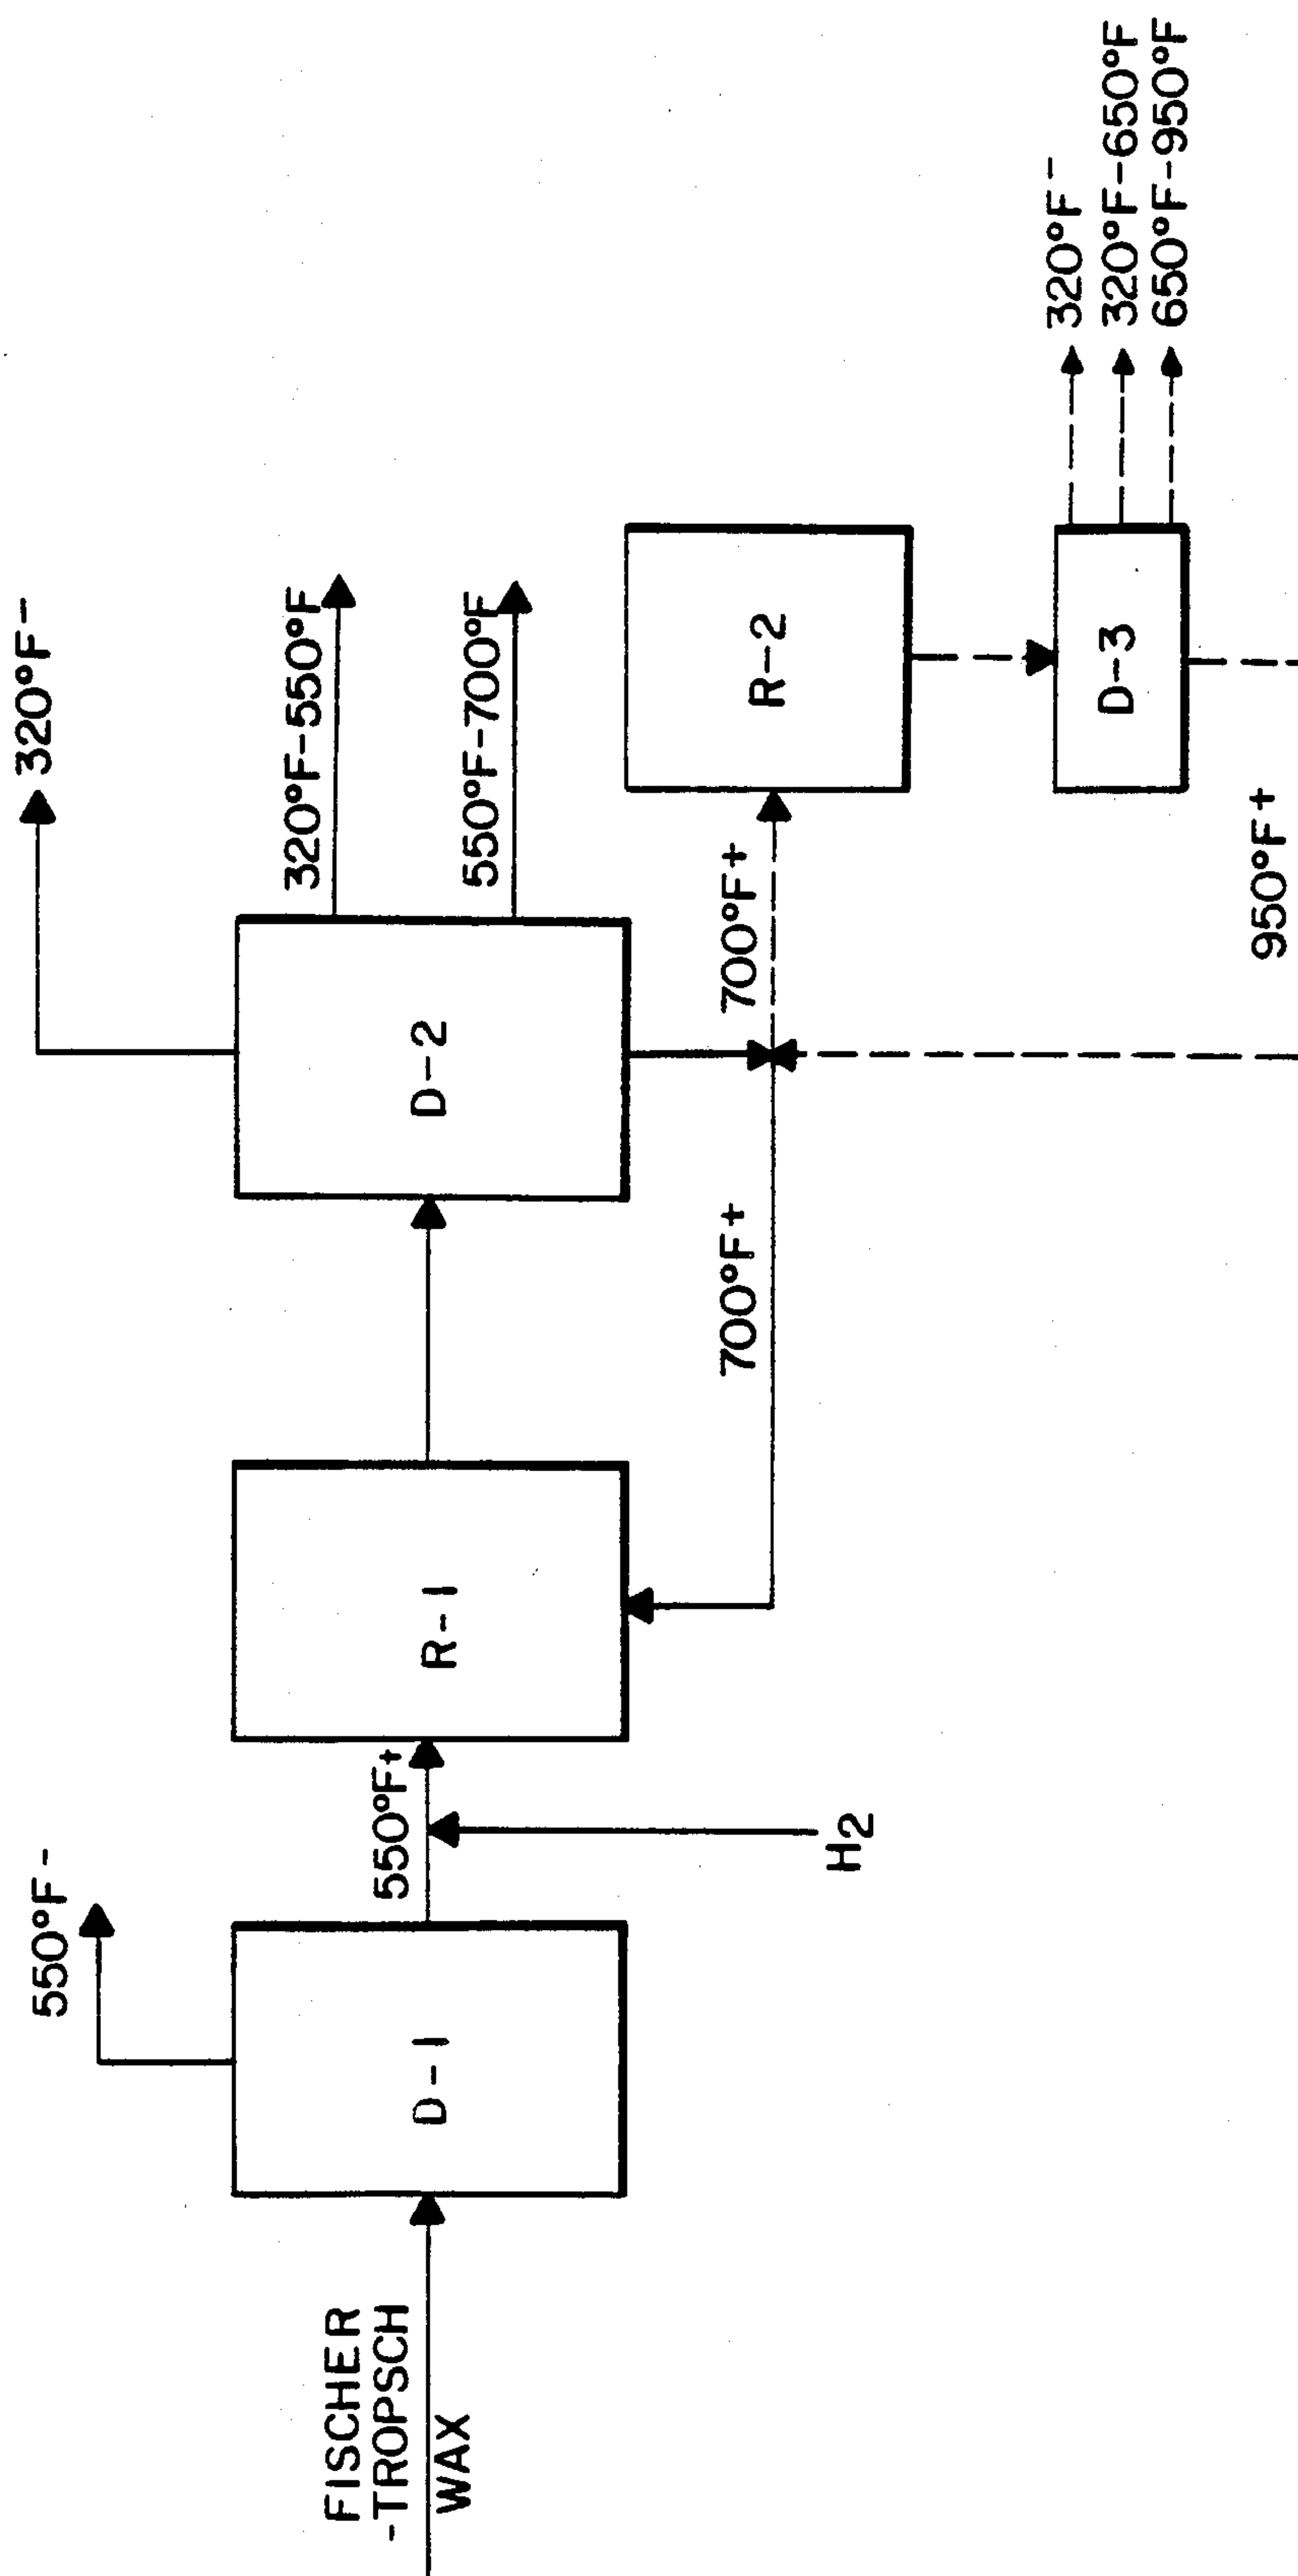 FISCHER
-TROPSCH
WAX
D-1
550°F-
550°F+
H2
R-1
D-2
320°F-
320°F-550°F
550°F-700°F
700°F+
700°F+
R-2
D-3
320°F-
320°F-650°F
650°F-950°F
950°F+